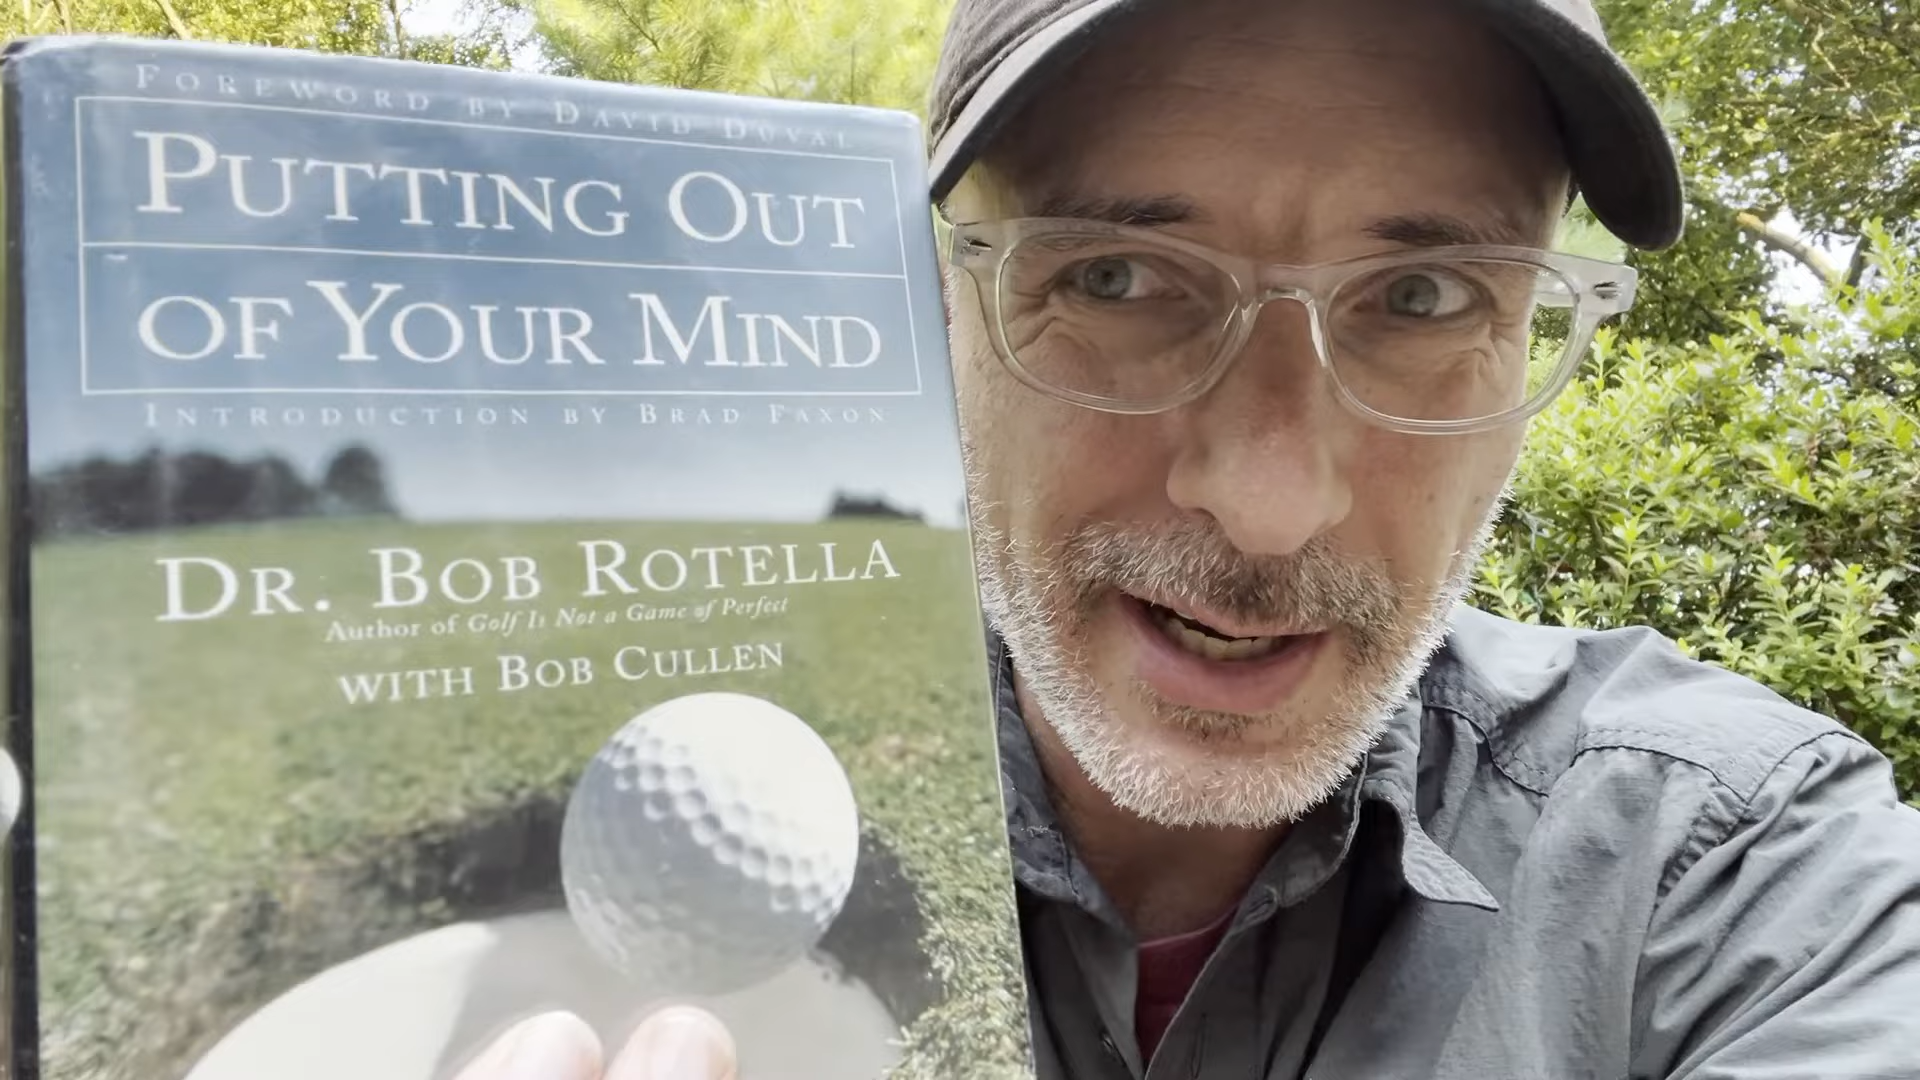 FOREWORD BY DAVID DUVAL
PUTTING OUT
OF YOUR MIND
INTRODUCTION BY BRAD FAXON
DR. BOB ROTELLA
Author of Golf Is Not a Game of Perfect
WITH BOB CULLEN